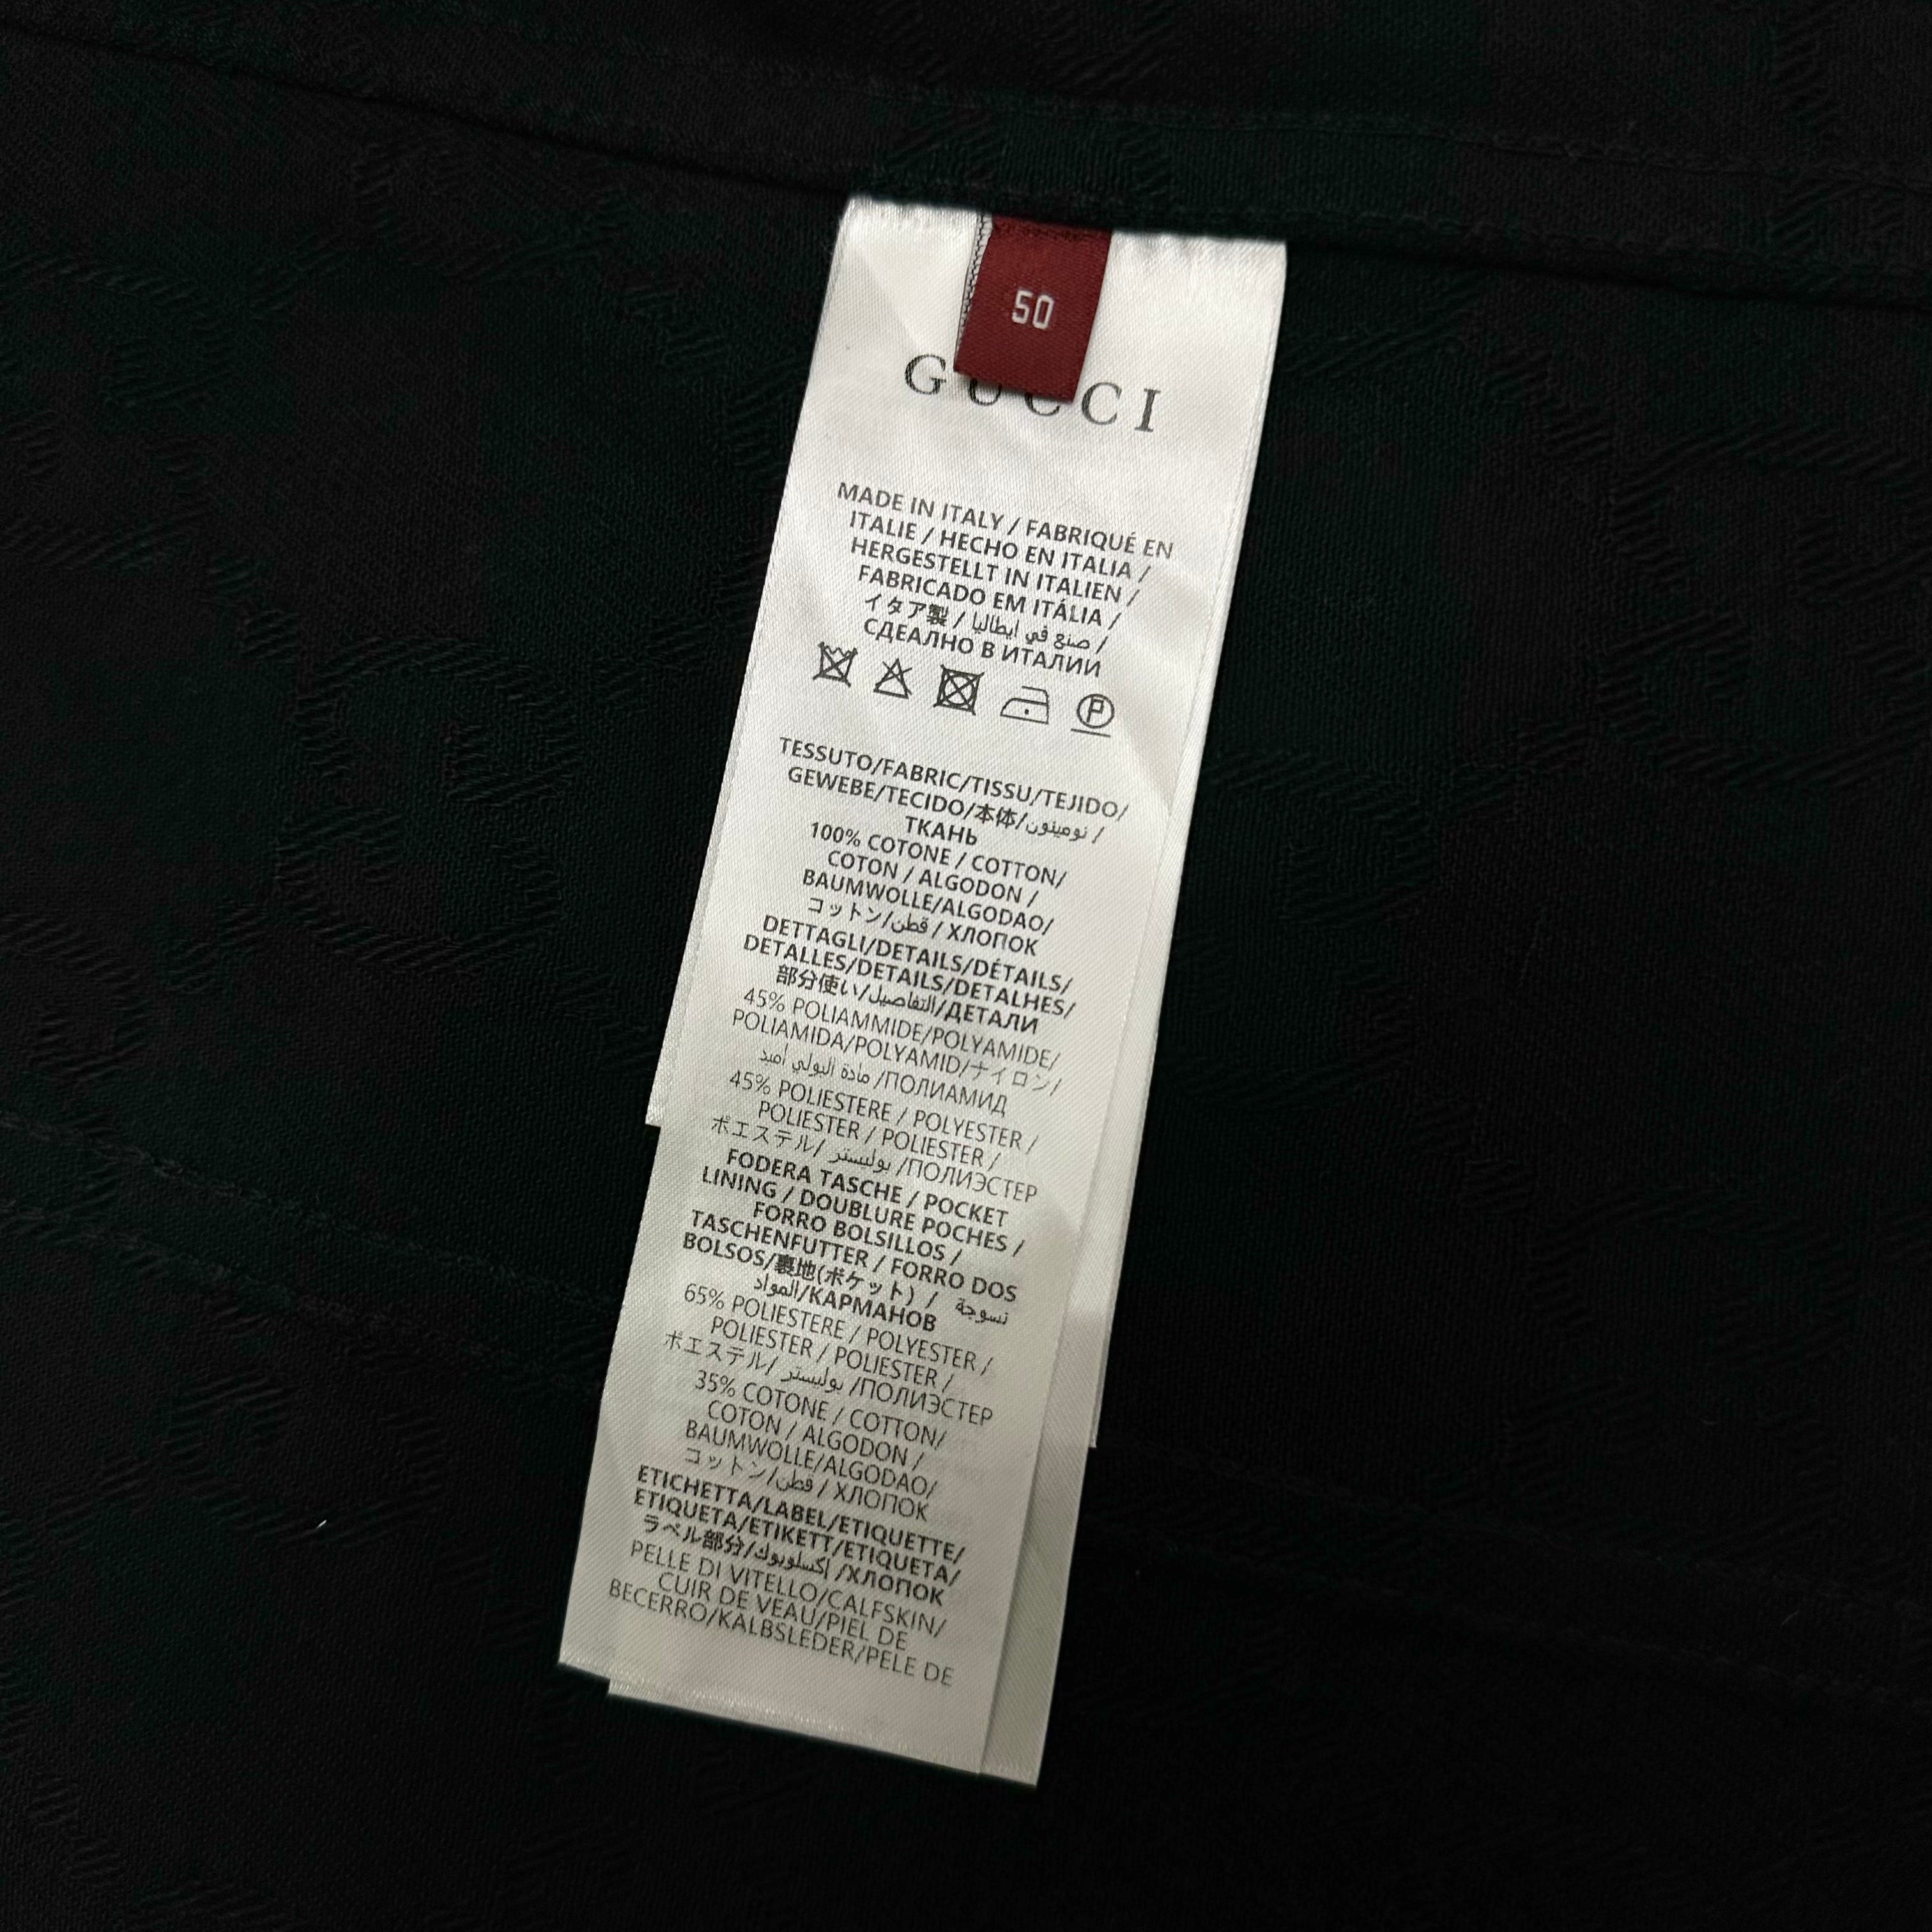 50
GUCCI
MADE IN ITALY / FABRIQUÉ EN
ITALIE / HECHO EN ITALIA /
HERGESTELLT IN ITALIEN /
FABRICADO EM ITÁLIA /
イタア製 / صنع في ايطاليا /
СДЕАЛНО В ИТАЛИИ
P
TESSUTO/FABRIC/TISSU/TEJIDO/
GEWEBE/TECIDO/本体/نومينون /
ТКАНЬ
100% COTONE / COTTON/
COTON / ALGODON /
BAUMWOLLE/ALGODAO/
コットン/قطن / ХЛОПОК
DETTAGLI/DETAILS/DÉTAILS/
DETALLES/DETAILS/DETALHES/
部分使い/التفاصيل/ДЕТАЛИ
45% POLIAMMIDE/POLYAMIDE/
POLIAMIDA/POLYAMID/ナイロン/
مادة البولي اميد /ПОЛИАМИД
45% POLIESTERE / POLYESTER /
POLIESTER / POLIESTER /
ポエステル/ بوليستر /ПОЛИЭСТЕР
FODERA TASCHE / POCKET
LINING / DOUBLURE POCHES /
FORRO BOLSILLOS /
TASCHENFUTTER / FORRO DOS
BOLSOS/裏地(ポケット) / نسوجة
المواد/КАРМАНОВ
65% POLIESTERE / POLYESTER /
POLIESTER / POLIESTER /
ポエステル/ بوليستر /ПОЛИЭСТЕР
35% COTONE / COTTON/
COTON / ALGODON /
BAUMWOLLE/ALGODAO/
コットン/قطن / ХЛОПОК
ETICHETTA/LABEL/ETIQUETTE/
ETIQUETA/ETIKETT/ETIQUETA/
ラベル部分/إكسلوبوك /ХЛОПОК
PELLE DI VITELLO/CALFSKIN/
CUIR DE VEAU/PIEL DE
BECERRO/KALBSLEDER/PELE DE